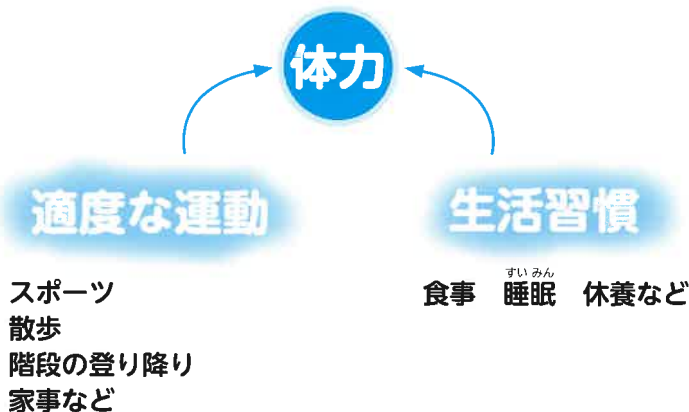 体力
適度な運動
生活習慣
スポーツ
散歩
階段の登り降り
家事など
すいみん
食事 睡眠 休養など